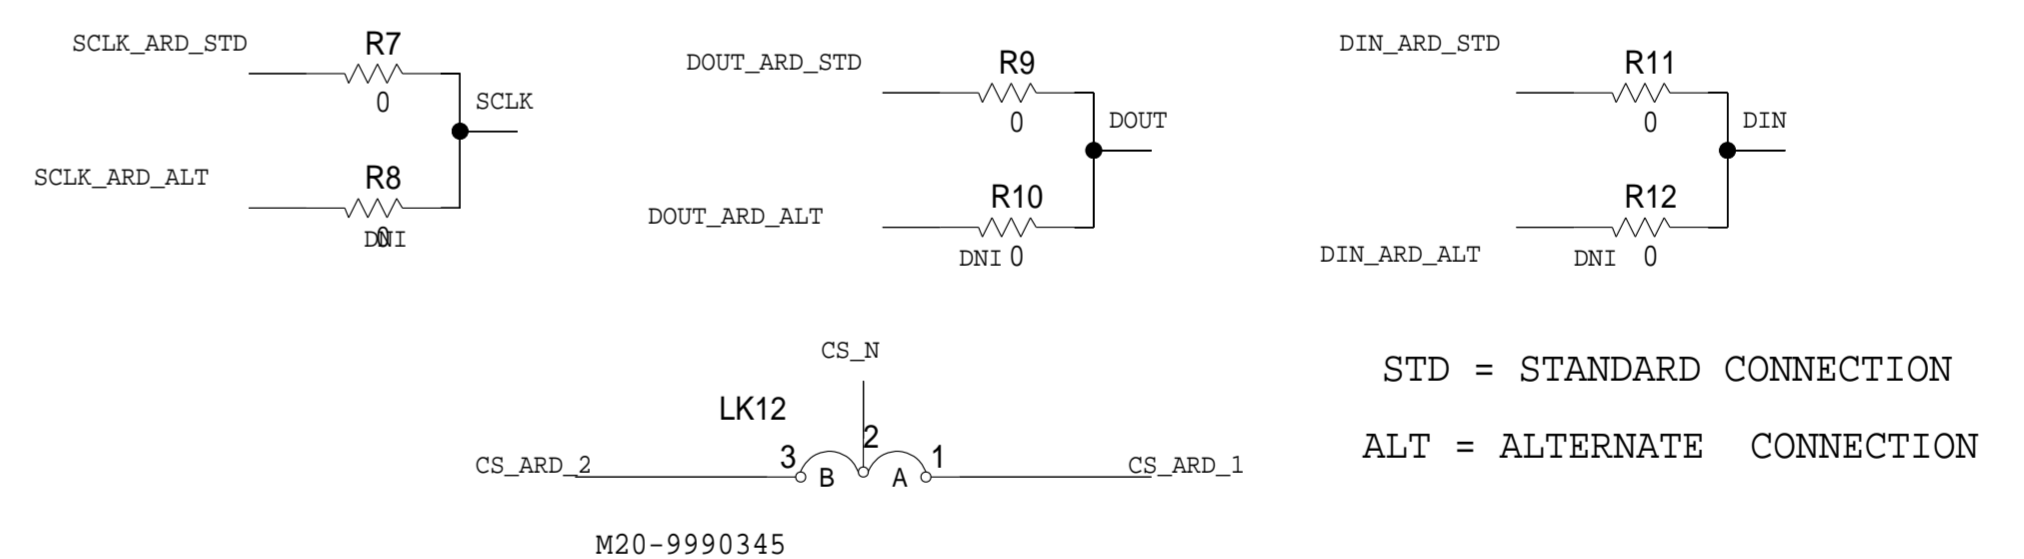 SCLK_ARD_STD
R7
0
SCLK
SCLK_ARD_ALT
R8
0
DNI
DOUT_ARD_STD
R9
0
DOUT
DOUT_ARD_ALT
R10
DNI 0
DIN_ARD_STD
R11
0
DIN
R12
DIN_ARD_ALT
DNI 0
CS_N
LK12
2
3
1
CS_ARD_2
B
A
CS_ARD_1
M20-9990345
STD = STANDARD CONNECTION
ALT = ALTERNATE CONNECTION